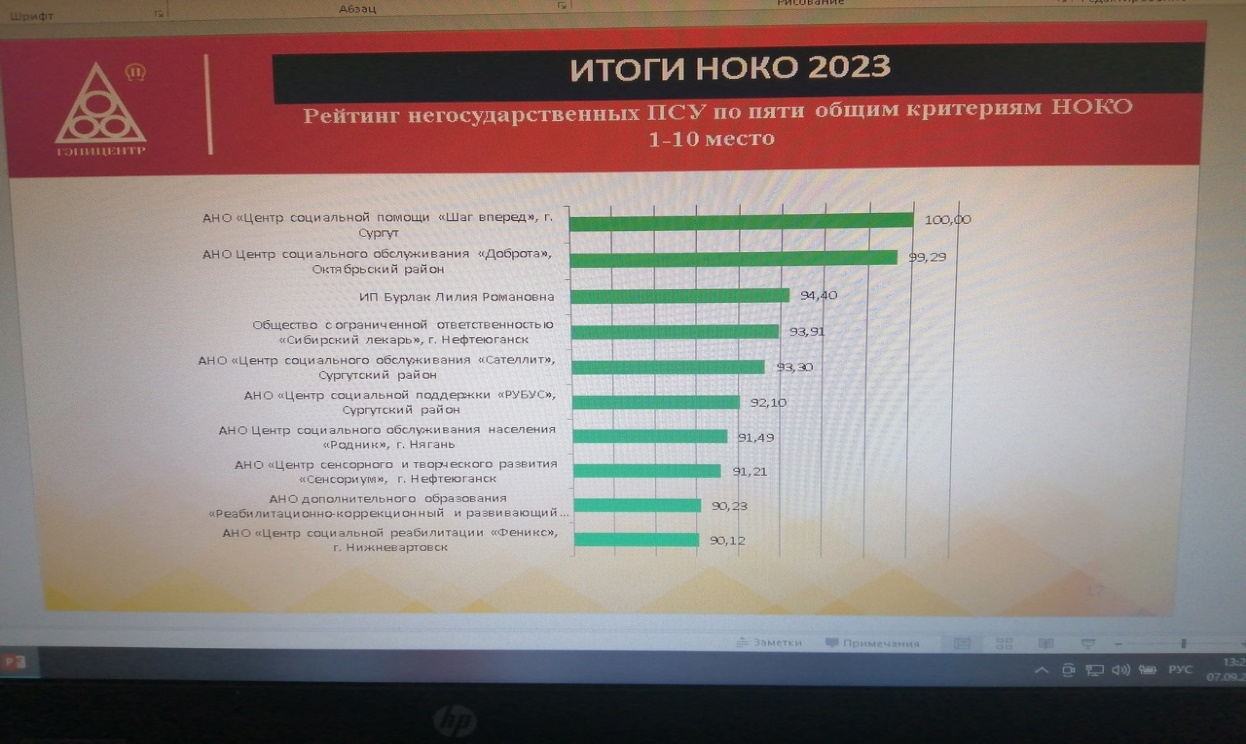 Шрифт
Абзац
Рисование
Редактирование
ГЭПИЦЕНТР
ИТОГИ НОКО 2023
Рейтинг негосударственных ПСУ по пяти общим критериям НОКО
1-10 место
АНО «Центр социальной помощи «Шаг вперед», г.
Сургут
100,00
АНО Центр социального обслуживания «Доброта»,
Октябрьский район
99,29
ИП Бурлак Лилия Романовна
94,40
Общество с ограниченной ответственностью
«Сибирский лекарь», г. Нефтеюганск
93,91
АНО «Центр социального обслуживания «Сателлит»,
Сургутский район
93,30
АНО «Центр социальной поддержки «РУБУС»,
Сургутский район
92,10
АНО Центр социального обслуживания населения
«Родник», г. Нягань
91,49
АНО «Центр сенсорного и творческого развития
«Сенсориум», г. Нефтеюганск
91,21
АНО дополнительного образования
«Реабилитационно-коррекционный и развивающий...
90,23
АНО «Центр социальной реабилитации «Феникс»,
г. Нижневартовск
90,12
Заметки
Примечания
РУС
13:2
07.09.2
hp